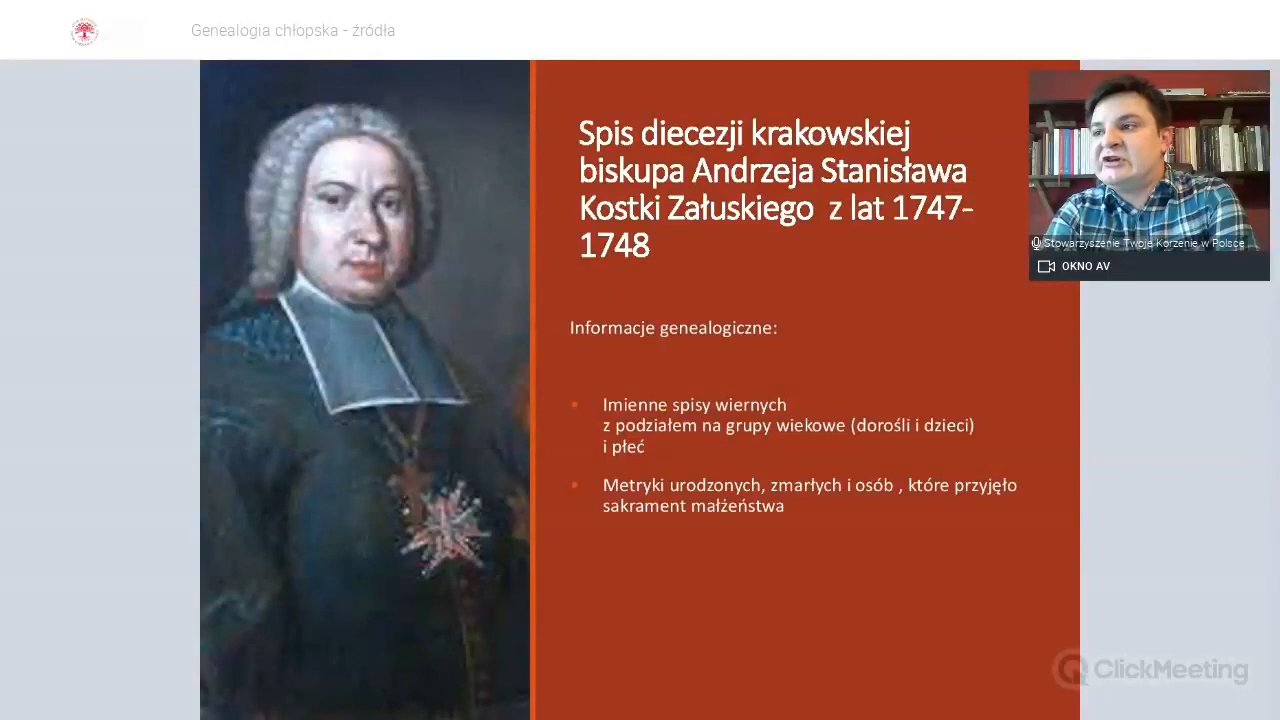 Genealogia chłopska - źródła
Spis diecezji krakowskiej
biskupa Andrzeja Stanisława
Kostki Załuskiego z lat 1747-
1748
Informacje genealogiczne:
Imienne spisy wiernych
z podziałem na grupy wiekowe (dorośli i dzieci)
i płeć
Metryki urodzonych, zmarłych i osób , które przyjęło
sakrament małżeństwa
Stowarzyszenie Twoje Korzenie w Polsce
OKNO AV
ClickMeeting